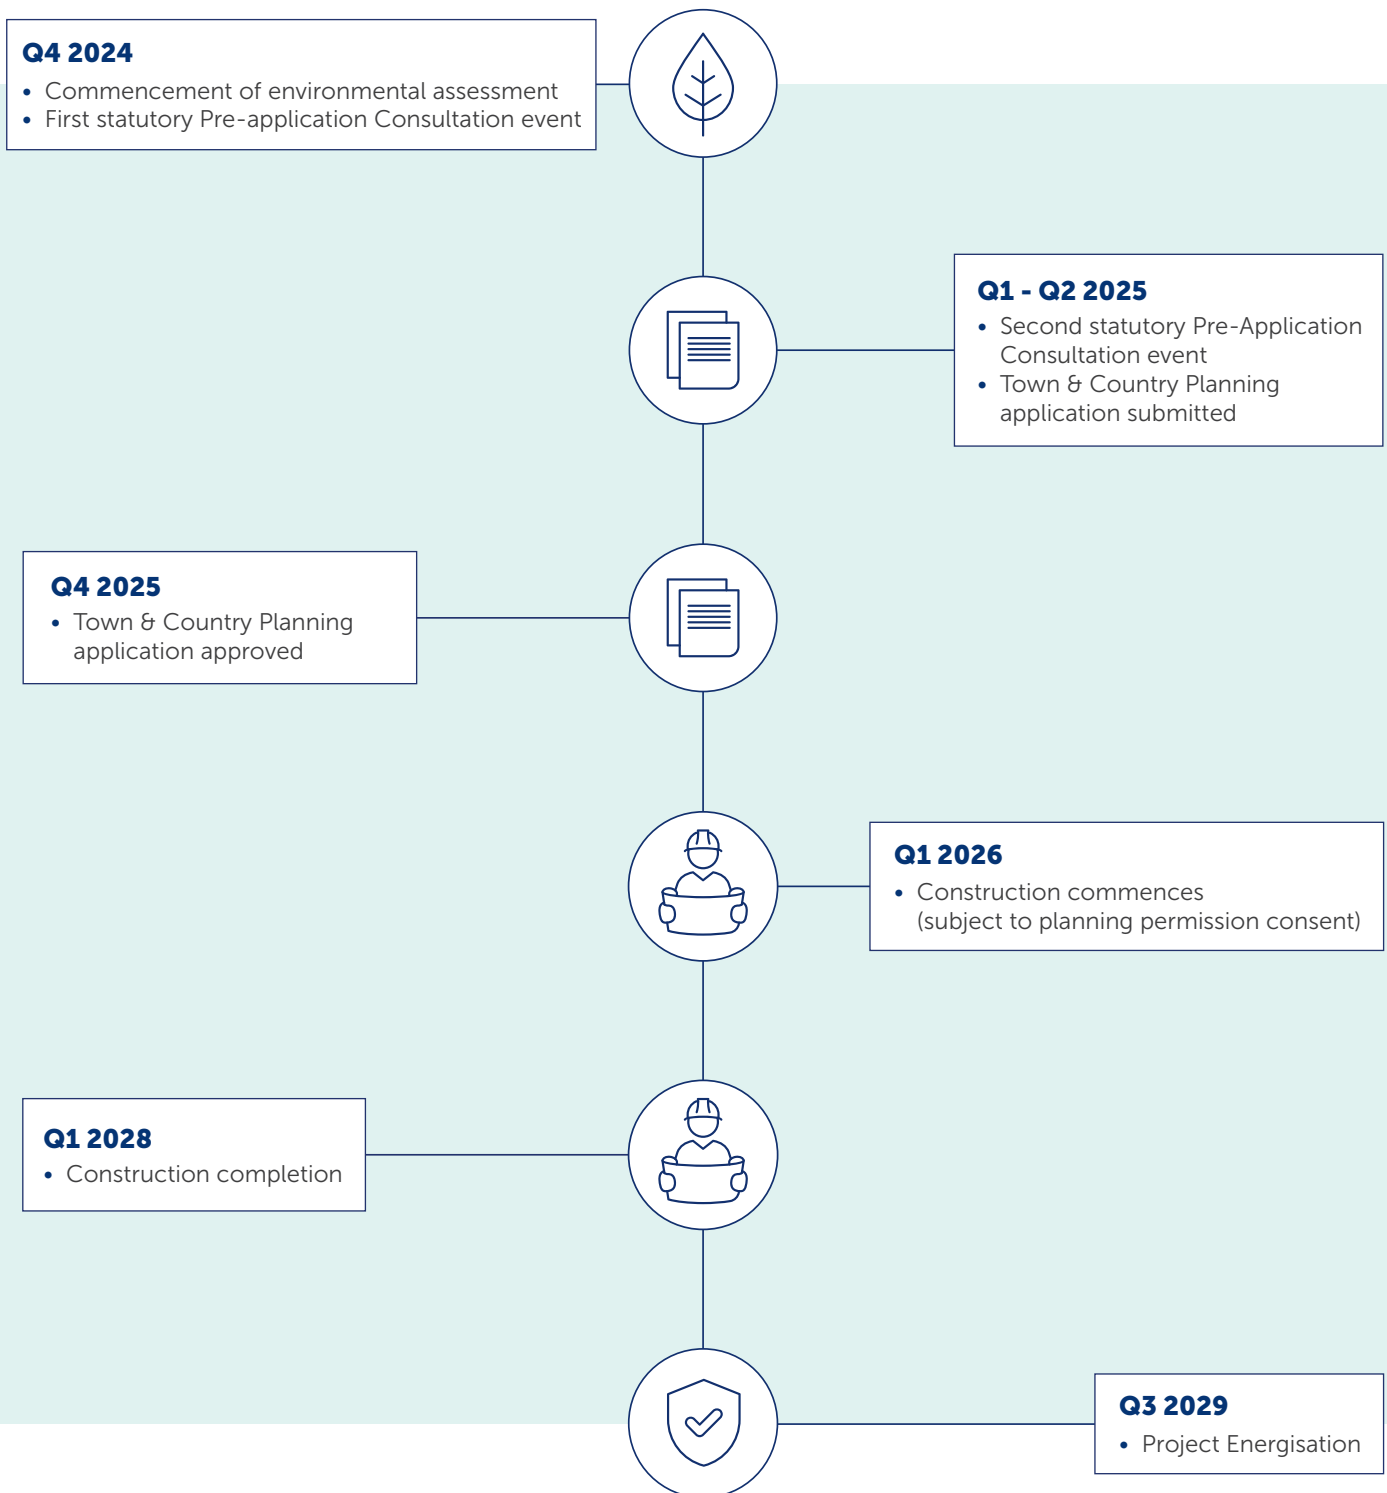 Q4 2024
• Commencement of environmental assessment
• First statutory Pre-application Consultation event
Q1 - Q2 2025
• Second statutory Pre-Application
Consultation event
• Town & Country Planning
application submitted
Q4 2025
• Town & Country Planning
application approved
Q1 2026
• Construction commences
(subject to planning permission consent)
Q1 2028
• Construction completion
Q3 2029
• Project Energisation